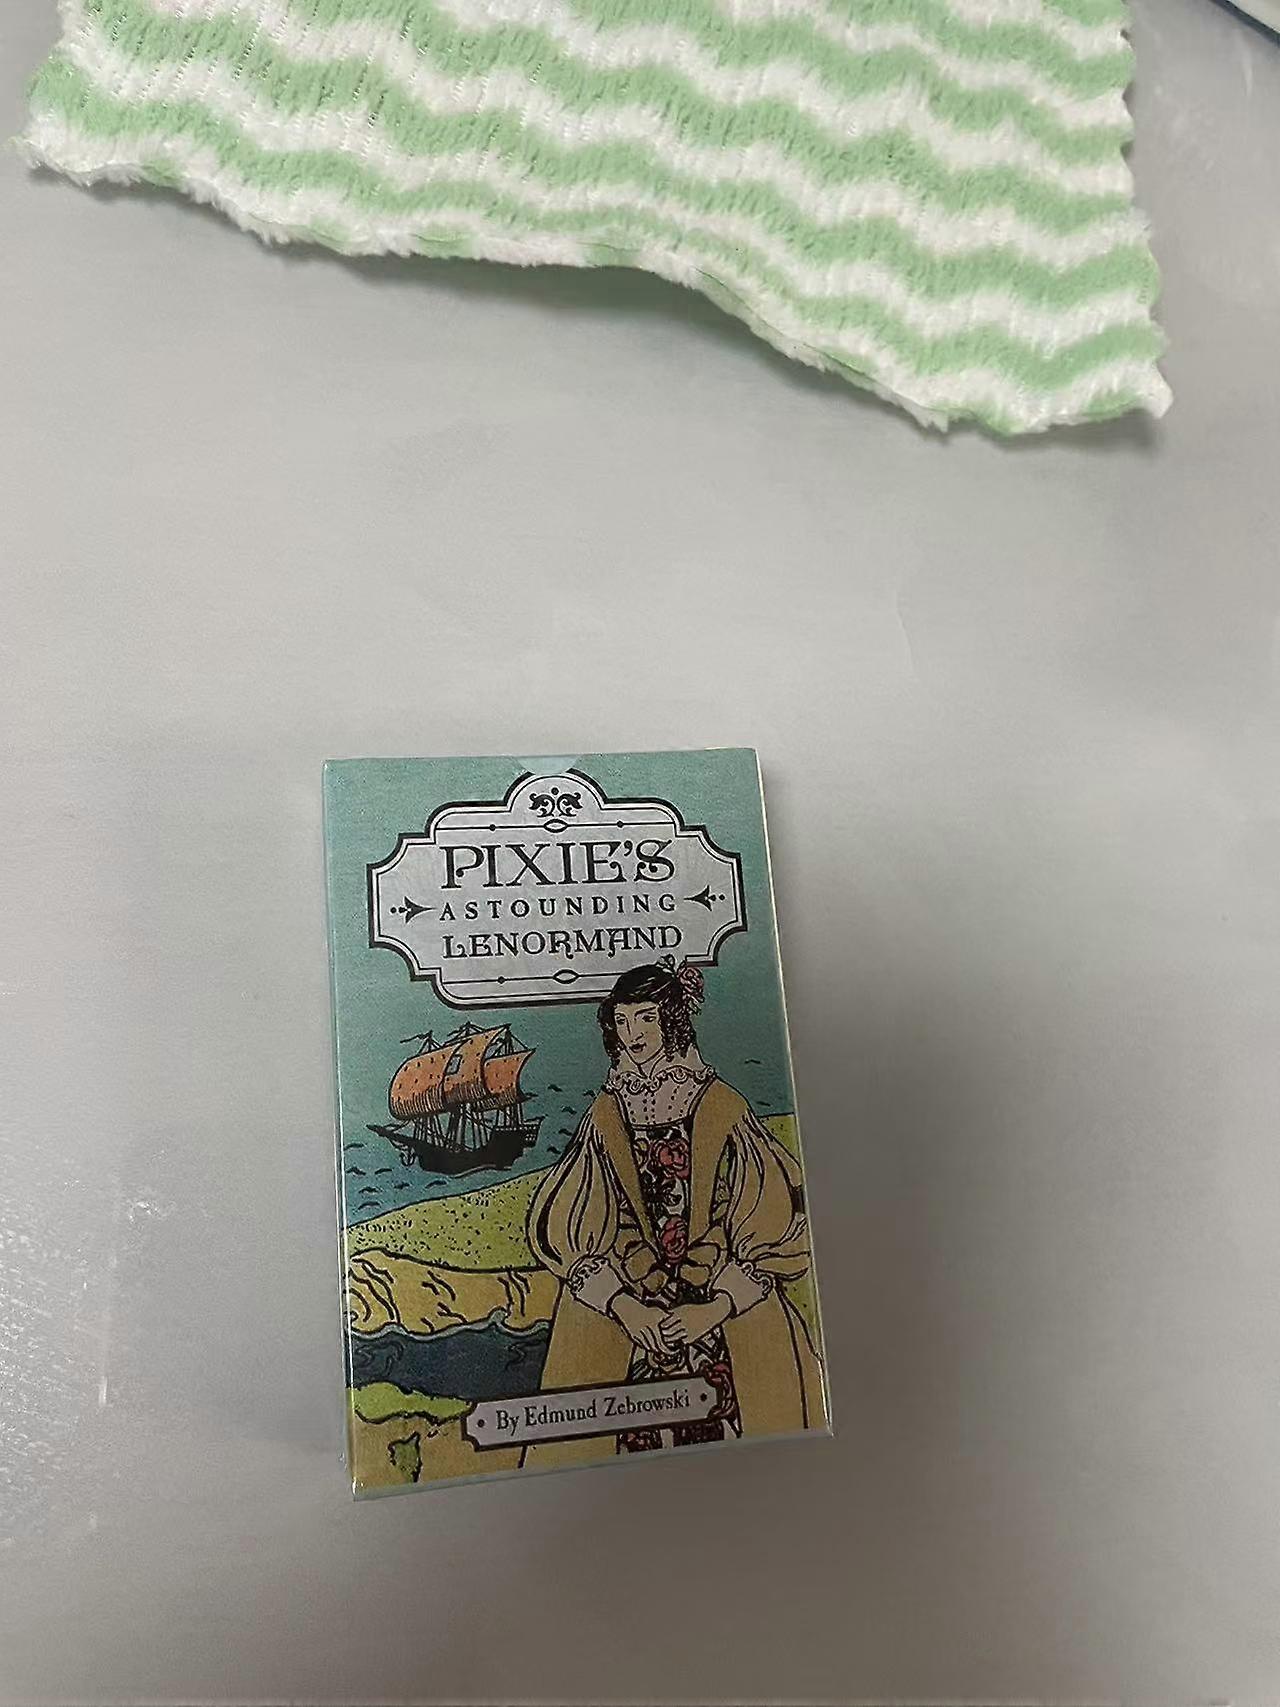 PIXIE'S
ASTOUNDING
LENORMAND
By Edmund Zebrowski